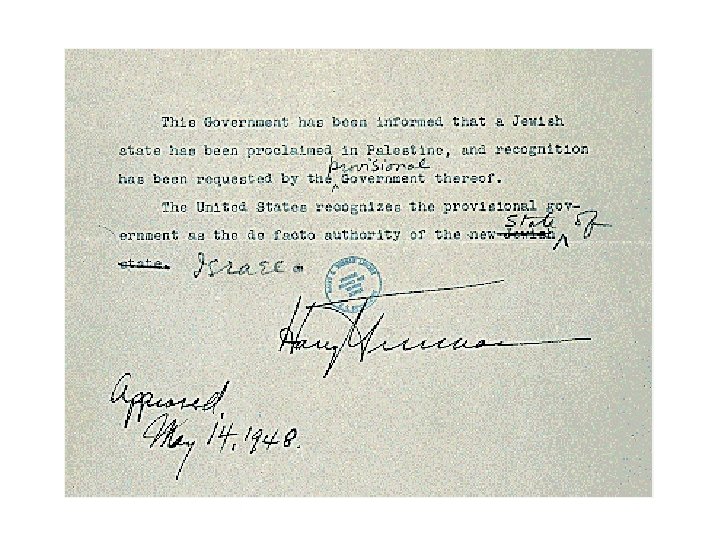 This Government has been informed that a Jewish
state has been proclaimed in Palestine, and recognition
provisional
has been requested by the Government thereof.
The United States recognizes the provisional gov-
State of
ernment as the de facto authority of the new Jewish
state. Israel.
Harry Truman
Approved,
May 14, 1948.